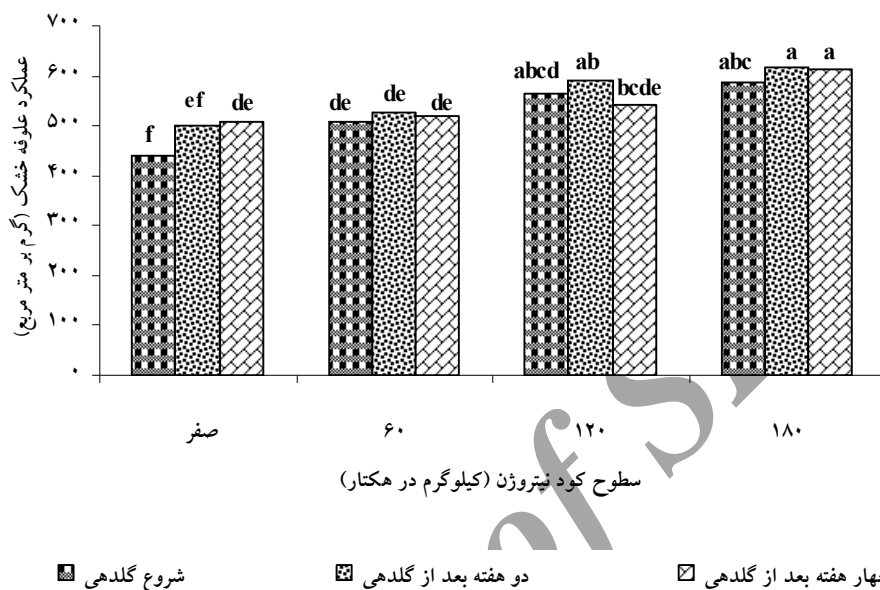 عملکرد علوفه خشک (گرم بر متر مربع)
۷۰۰
۶۰۰
۵۰۰
۴۰۰
۳۰۰
۲۰۰
۱۰۰
۰
f ef de de de de abcd ab bcde abc a a
صفر ۶۰ ۱۲۰ ۱۸۰
سطوح کود نیتروژن (کیلوگرم در هکتار)
شروع گلدهی دو هفته بعد از گلدهی هفته بعد از گلدهی
of